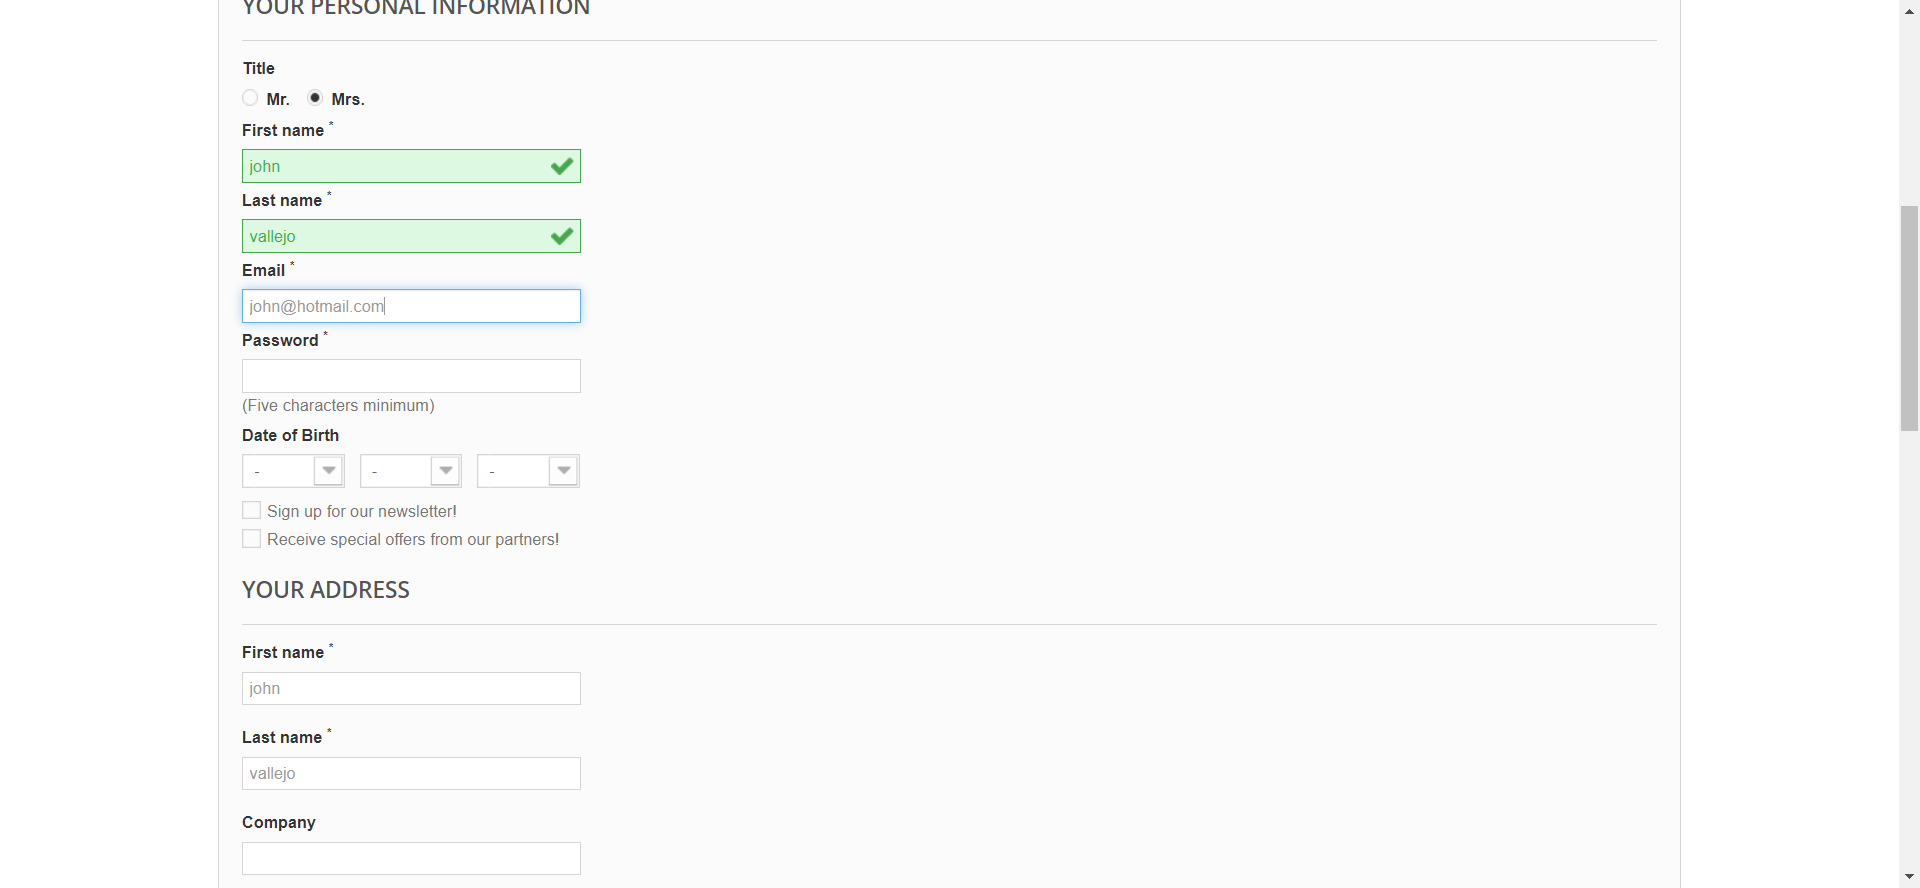 YOUR PERSONAL INFORMATION
Title
Mr. Mrs.
First name *
john
Last name *
vallejo
Email *
john@hotmail.com
Password *
(Five characters minimum)
Date of Birth
- - -
Sign up for our newsletter!
Receive special offers from our partners!
YOUR ADDRESS
First name *
john
Last name *
vallejo
Company